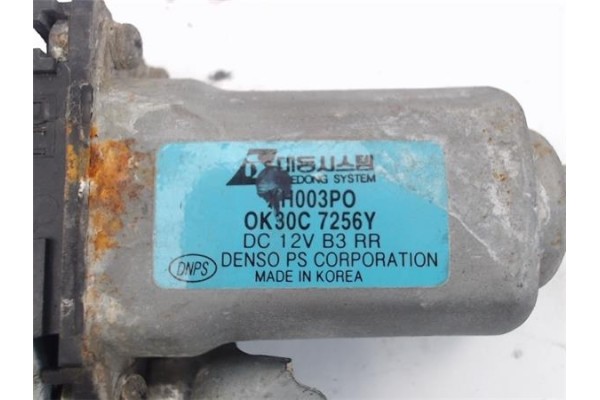 대동시스템
SYSTEM
H003PO
OK30C 7256Y
DC 12V B3 RR
DNPS DENSO PS CORPORATION
MADE IN KOREA